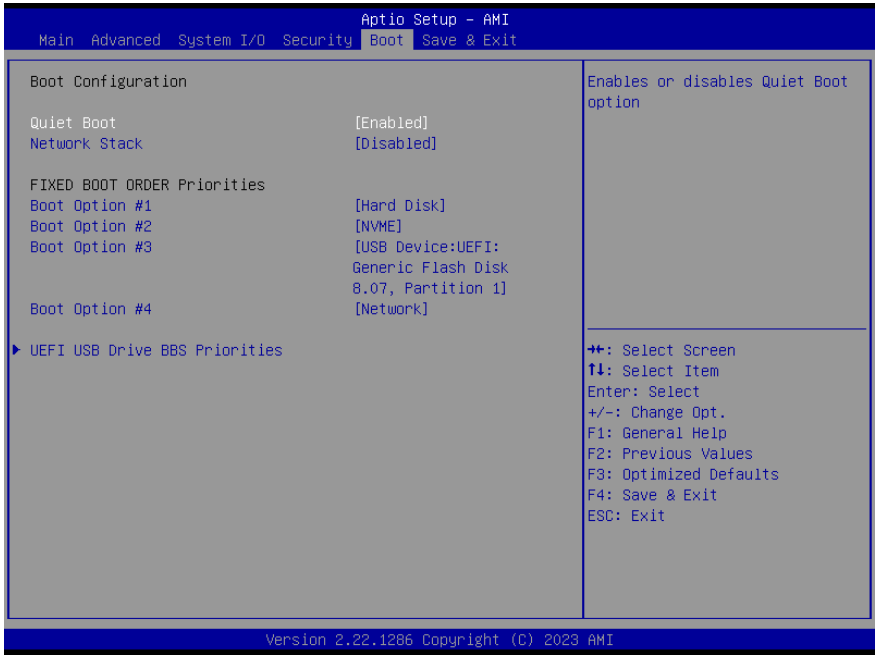 Aptio Setup – AMI
Main Advanced System I/O Security Boot Save & Exit
Boot Configuration
Quiet Boot [Enabled]
Network Stack [Disabled]
FIXED BOOT ORDER Priorities
Boot Option #1 [Hard Disk]
Boot Option #2 [NVME]
Boot Option #3 [USB Device:UEFI:
Generic Flash Disk
8.07, Partition 1]
Boot Option #4 [Network]
UEFI USB Drive BBS Priorities
Enables or disables Quiet Boot
option
→←: Select Screen
↑↓: Select Item
Enter: Select
+/-: Change Opt.
F1: General Help
F2: Previous Values
F3: Optimized Defaults
F4: Save & Exit
ESC: Exit
Version 2.22.1286 Copyright (C) 2023 AMI